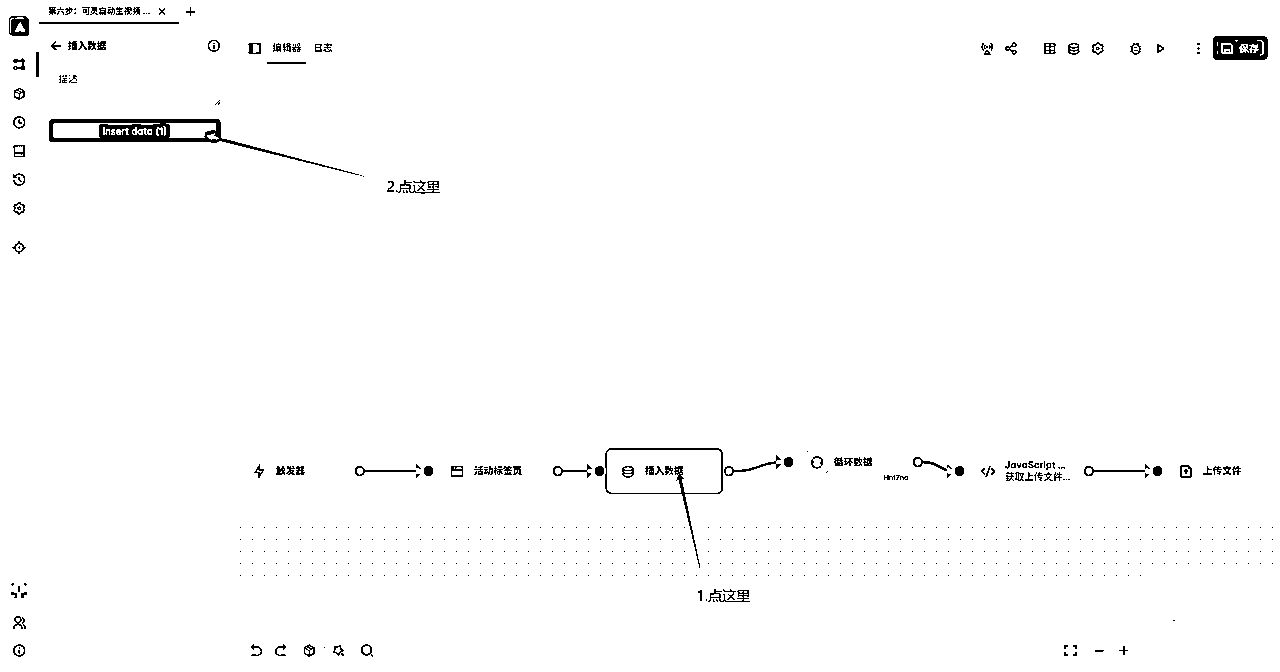 第六步：可灵自动生视频 ...
插入数据
编辑器 日志
保存
描述
Insert data (1)
2.点这里
触发器
活动标签页
插入数据
循环数据
JavaScript ...
获取上传文件...
上传文件
1.点这里